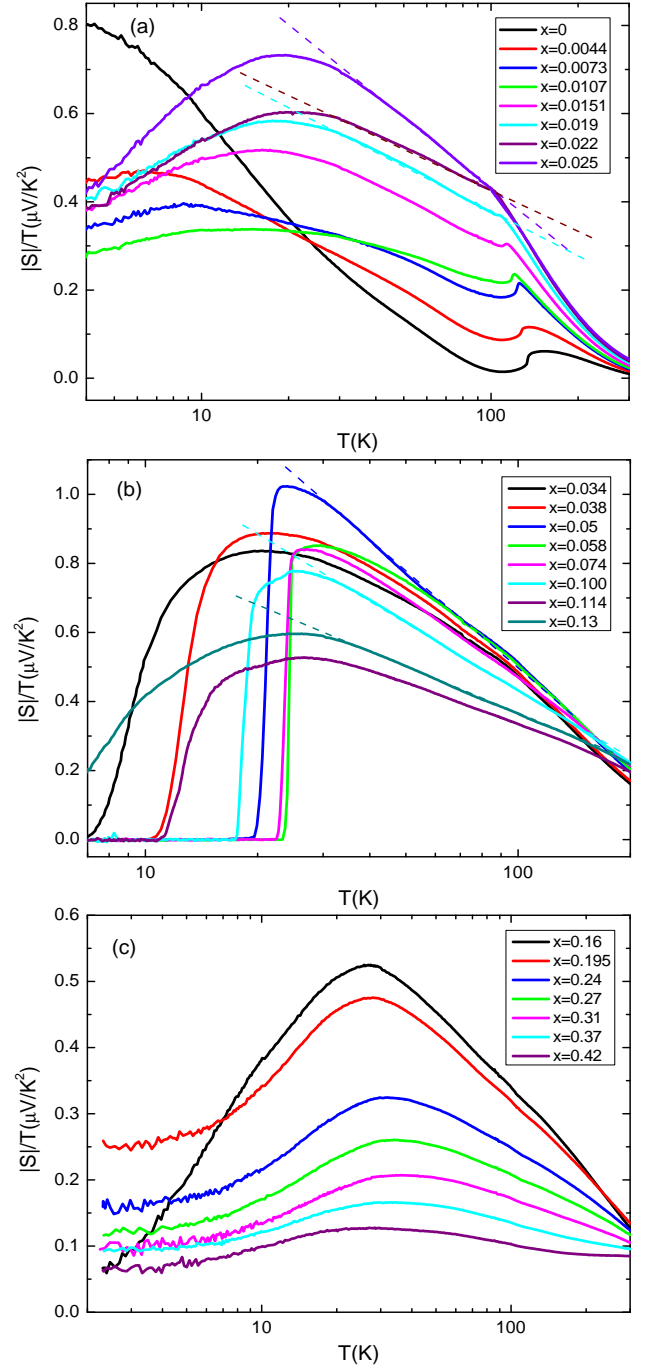 (a)
x=0
x=0.0044
x=0.0073
x=0.0107
x=0.0151
x=0.019
x=0.022
x=0.025
0.8
0.6
0.4
0.2
0.0
|S|/T(μV/K²)
10
100
T(K)
(b)
x=0.034
x=0.038
x=0.05
x=0.058
x=0.074
x=0.100
x=0.114
x=0.13
1.0
0.8
0.6
0.4
0.2
0.0
|S|/T(μV/K²)
10
100
T(K)
(c)
x=0.16
x=0.195
x=0.24
x=0.27
x=0.31
x=0.37
x=0.42
0.6
0.5
0.4
0.3
0.2
0.1
0.0
|S|/T(μV/K²)
10
100
T(K)